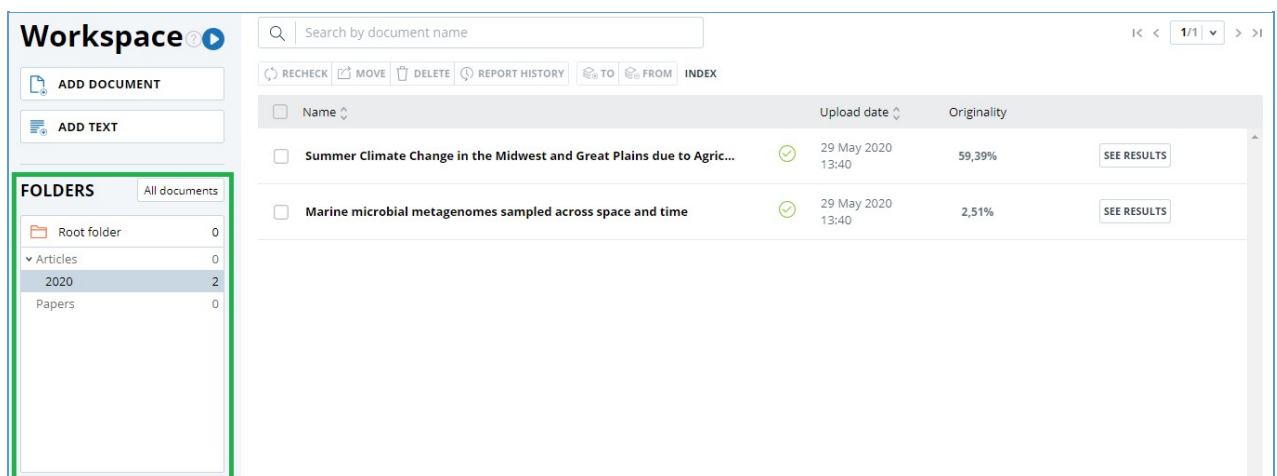 Workspace
ADD DOCUMENT
ADD TEXT
FOLDERS All documents
Root folder 0
Articles 0
2020 2
Papers 0
Search by document name
1/1
RECHECK MOVE DELETE REPORT HISTORY TO FROM INDEX
Name Upload date Originality
Summer Climate Change in the Midwest and Great Plains due to Agric... 29 May 2020 13:40 59,39% SEE RESULTS
Marine microbial metagenomes sampled across space and time 29 May 2020 13:40 2,51% SEE RESULTS